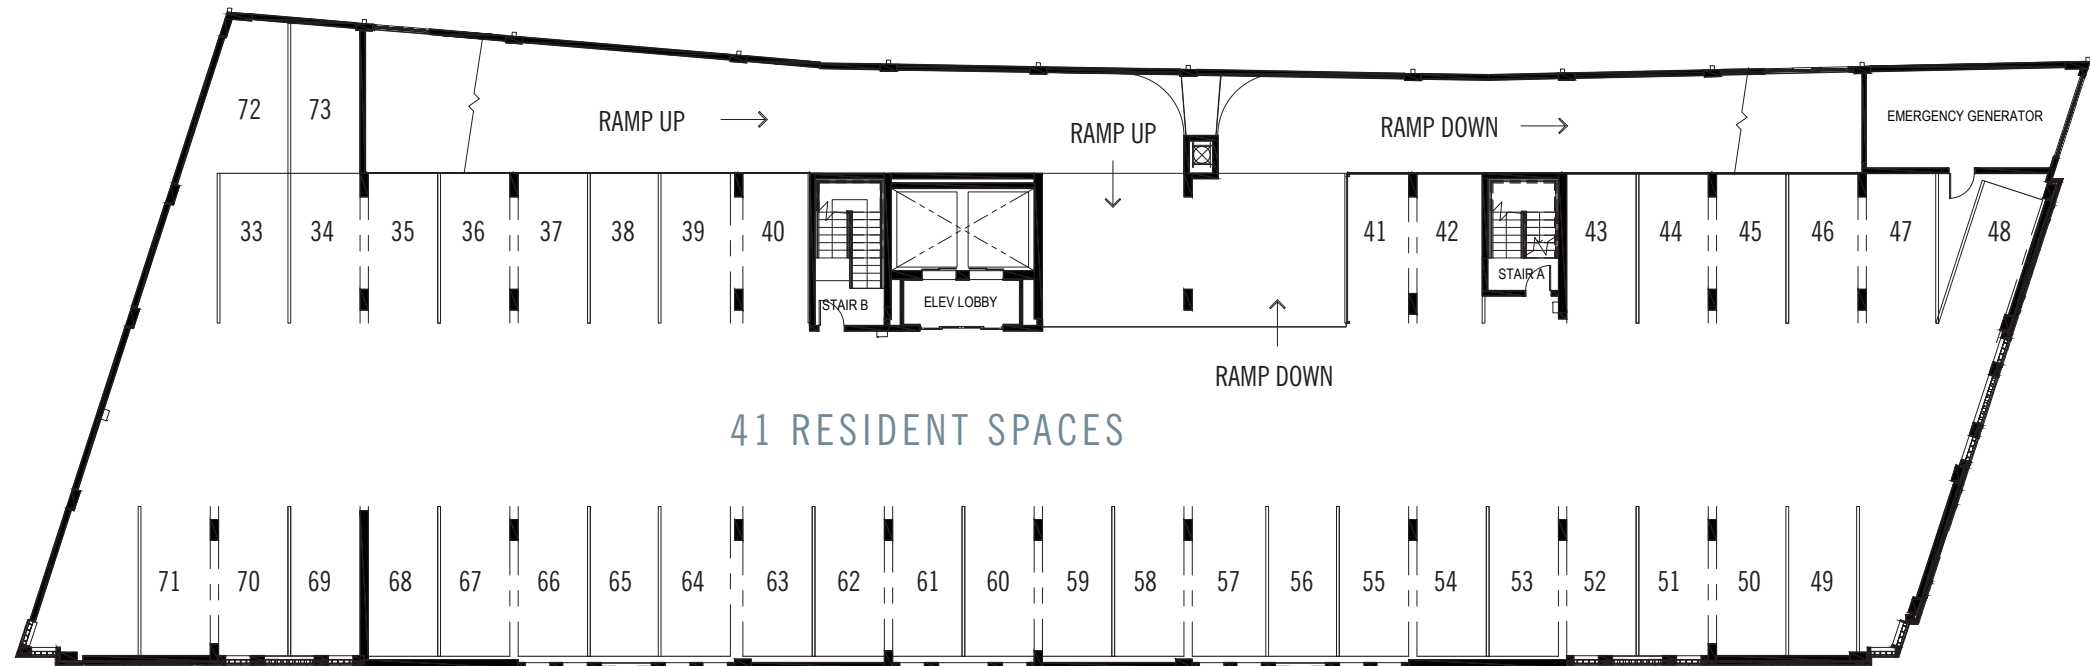 72 73
RAMP UP
RAMP UP
RAMP DOWN
EMERGENCY GENERATOR
33 34 35 36 37 38 39 40
41 42 43 44 45 46 47 48
STAIR B
ELEV LOBBY
STAIR A
RAMP DOWN
41 RESIDENT SPACES
71 70 69 68 67 66 65 64 63 62 61 60 59 58 57 56 55 54 53 52 51 50 49